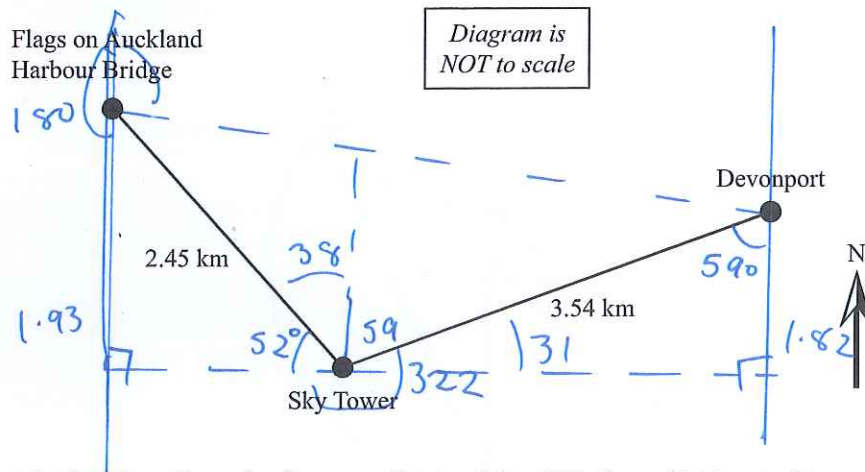 Flags on Auckland
Harbour Bridge
Diagram is
NOT to scale
180
Devonport
2.45 km
38
59°
N
3.54 km
1.93
52°
59
31
1.82
322
Sky Tower